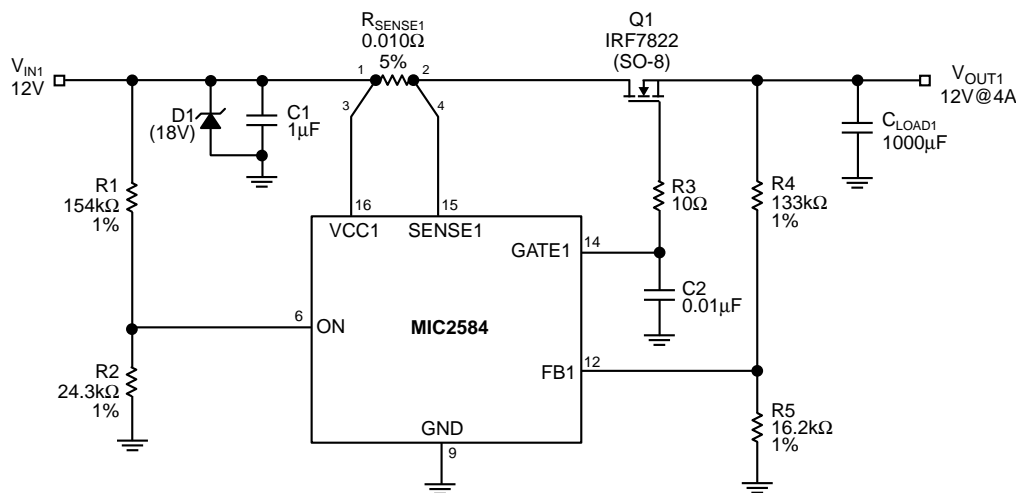 RSENSE1
0.010Ω
5%
Q1
IRF7822
(SO-8)
VIN1
12V
1
2
3
4
VOUT1
12V@4A
D1
(18V)
C1
1μF
CLOAD1
1000μF
R1
154kΩ
1%
R3
10Ω
R4
133kΩ
1%
16
15
VCC1
SENSE1
GATE1
14
C2
0.01μF
6
ON
MIC2584
FB1
12
R2
24.3kΩ
1%
R5
16.2kΩ
1%
GND
9